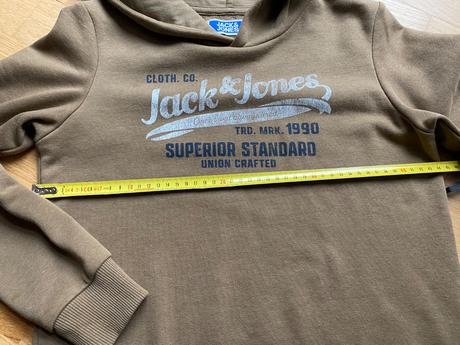 JACK&
JONES
CLOTH. CO.
Jack&Jones
TRD. MRK. 1990
SUPERIOR STANDARD
UNION CRAFTED